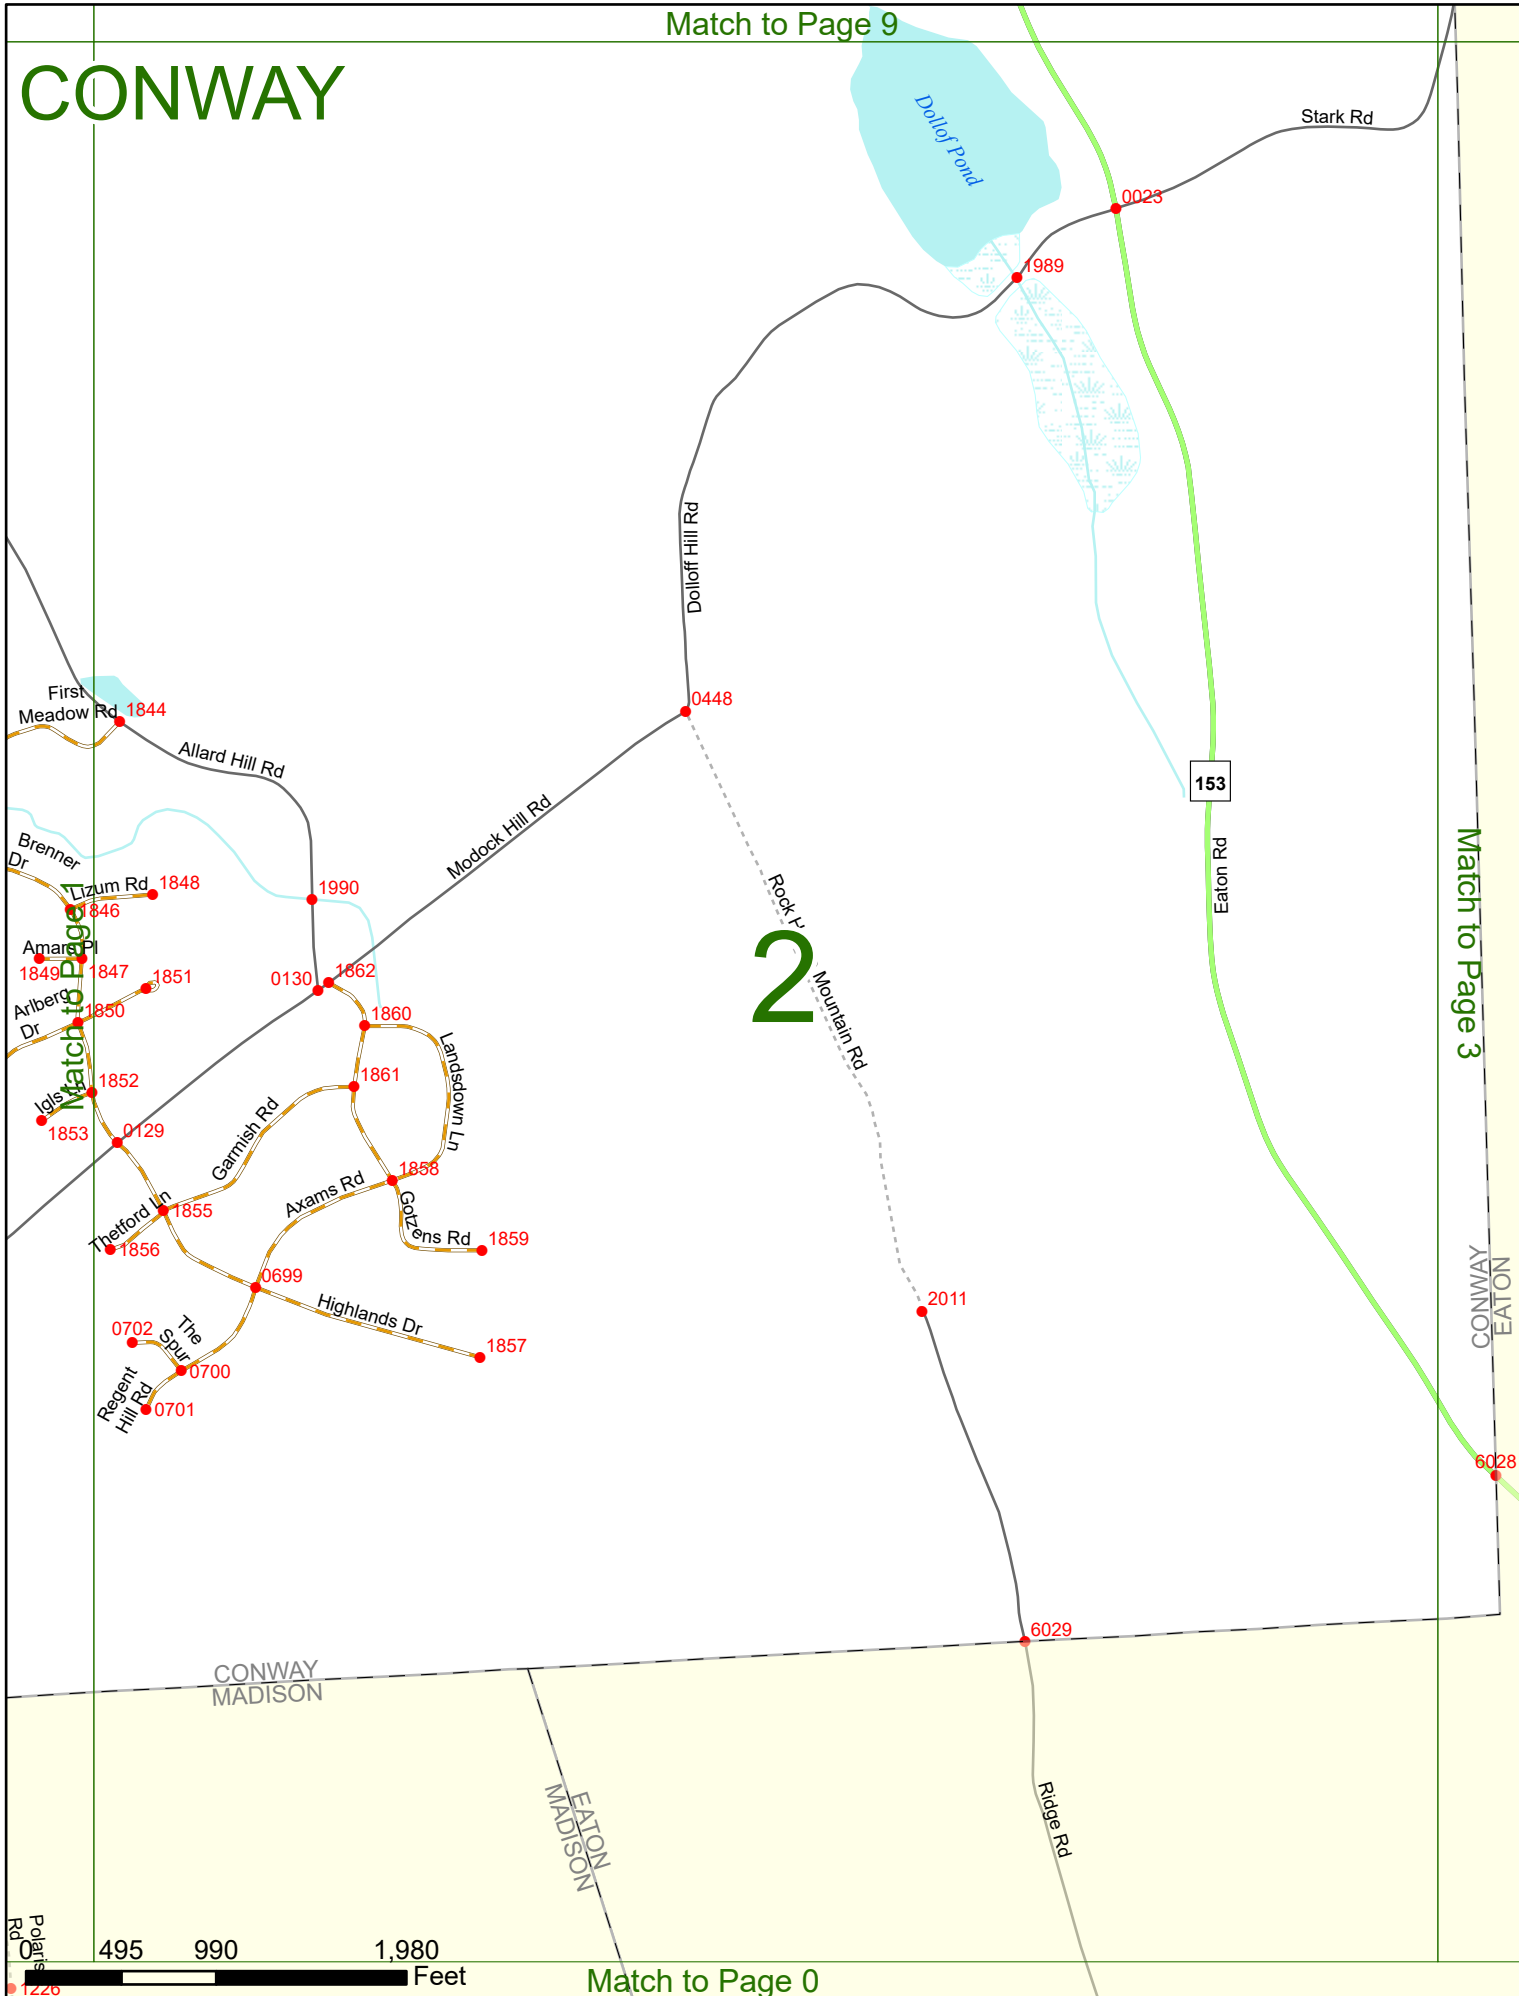 Match to Page 9
CONWAY
Dollof Pond
Stark Rd
0023
1989
Dolloff Hill Rd
0448
First
Meadow Rd
1844
Allard Hill Rd
153
Modock Hill Rd
Eaton Rd
Match to Page 3
Match to Page 1
Brenner
Dr
Lizum Rd
1848
1846
1990
Rock H
Mountain Rd
2
Amars Pl
1849
1847
1851
0130
1862
Arlberg
Dr
1850
1860
Landsdown Ln
1861
1852
Igls
1853
0129
Garmish Rd
1858
Axams Rd
Gotzens Rd
1859
Thetford Ln
1855
1856
0699
Highlands Dr
1857
0702
The
Spur
0700
Regent
Hill Rd
0701
2011
CONWAY
EATON
6028
6029
CONWAY
MADISON
EATON
MADISON
Ridge Rd
Polaris
Rd
1226
0 495 990 1,980
Feet
Match to Page 0